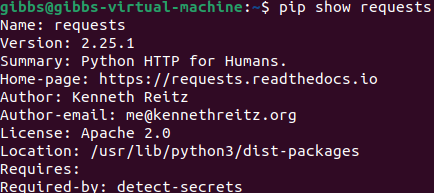 gibbs@gibbs-virtual-machine:~$ pip show requests
Name: requests
Version: 2.25.1
Summary: Python HTTP for Humans.
Home-page: https://requests.readthedocs.io
Author: Kenneth Reitz
Author-email: me@kennethreitz.org
License: Apache 2.0
Location: /usr/lib/python3/dist-packages
Requires:
Required-by: detect-secrets